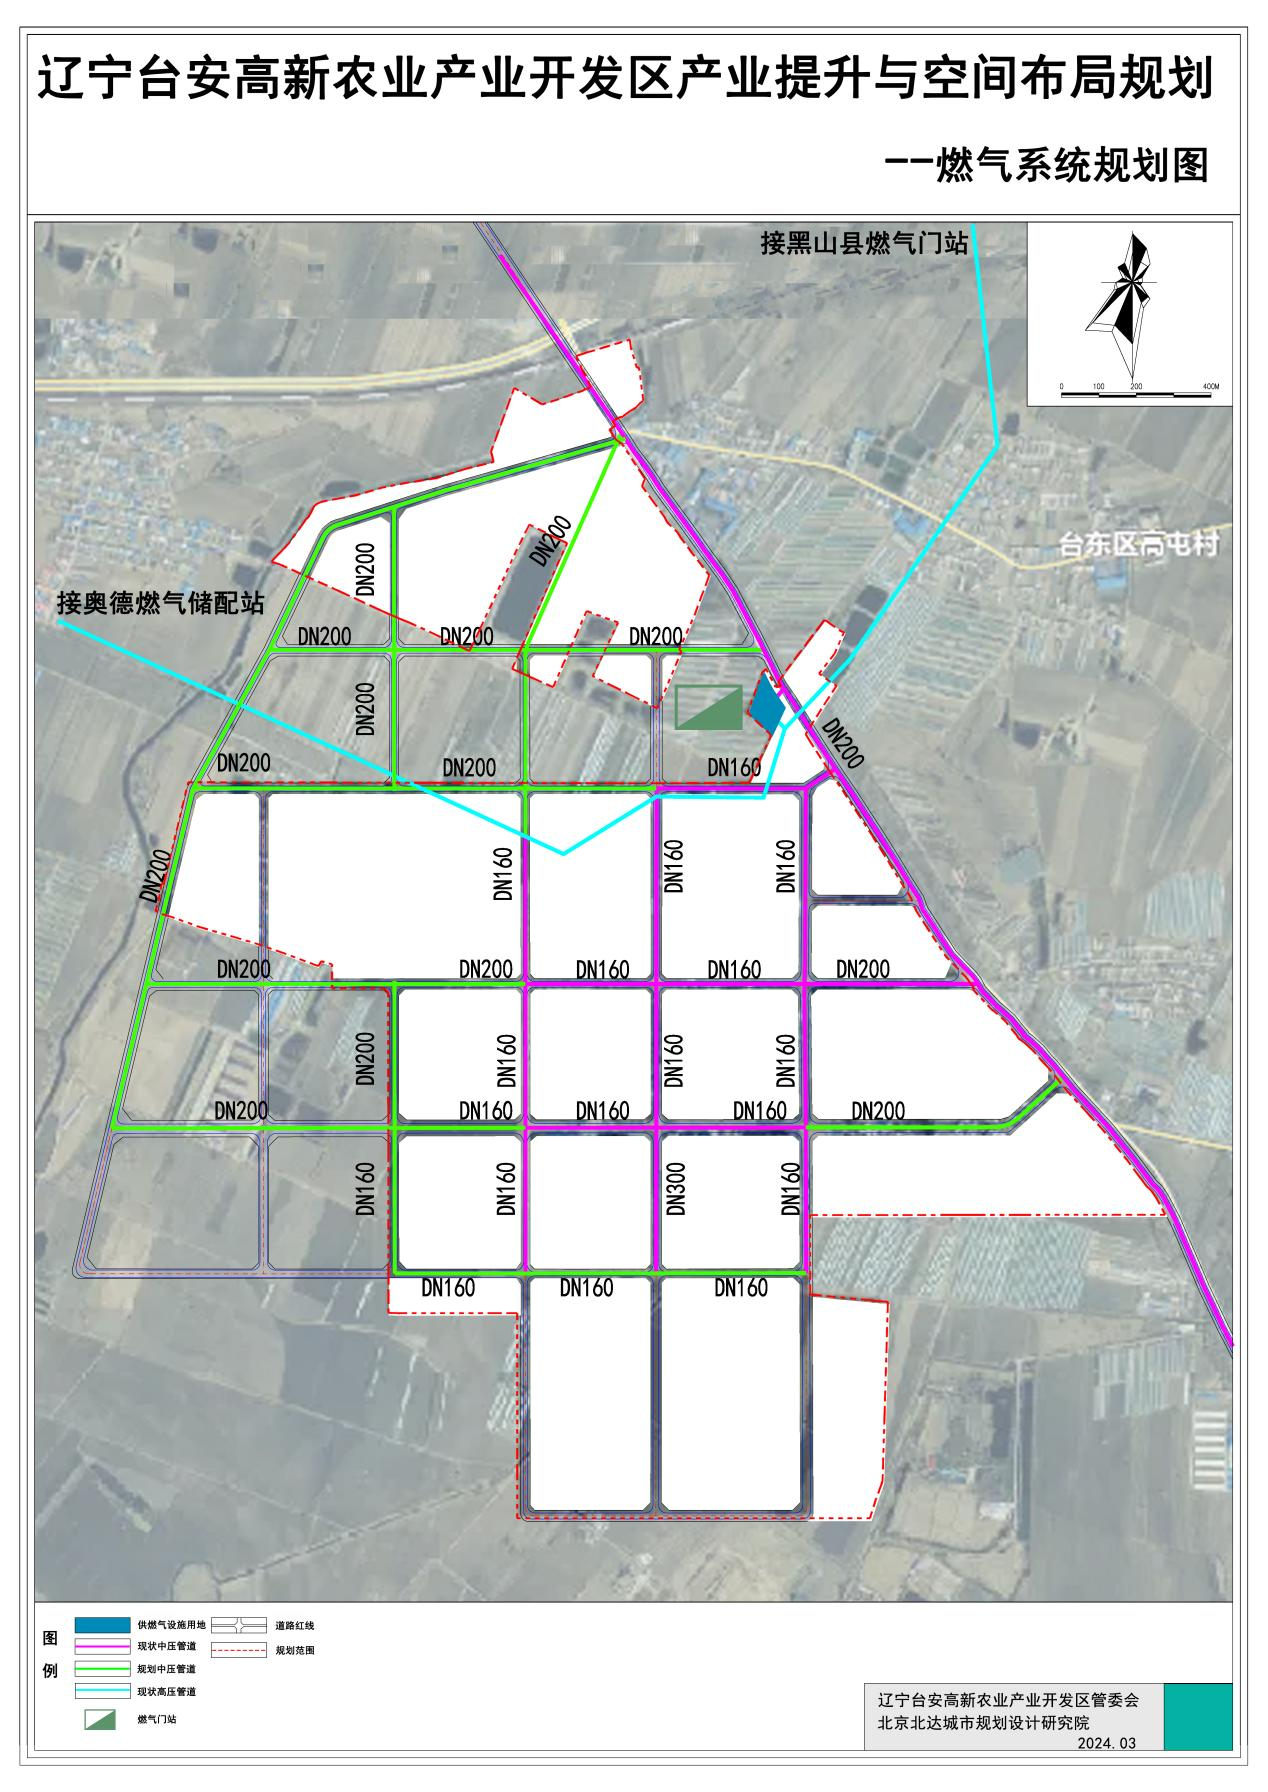 辽宁台安高新农业产业开发区产业提升与空间布局规划
--燃气系统规划图
接黑山县燃气门站
0 100 200 400M
台东区高屯村
DN200
DN200
接奥德燃气储配站
DN200
DN200
DN200
DN200
DN200
DN200
DN200
DN160
DN200
DN160
DN160
DN160
DN200
DN200
DN200
DN160
DN160
DN200
DN200
DN160
DN160
DN160
DN200
DN160
DN160
DN160
DN200
DN160
DN160
DN300
DN160
DN160
DN160
DN160
图
例
供燃气设施用地
现状中压管道
规划中压管道
现状高压管道
燃气门站
道路红线
规划范围
辽宁台安高新农业产业开发区管委会
北京北达城市规划设计研究院
2024.03